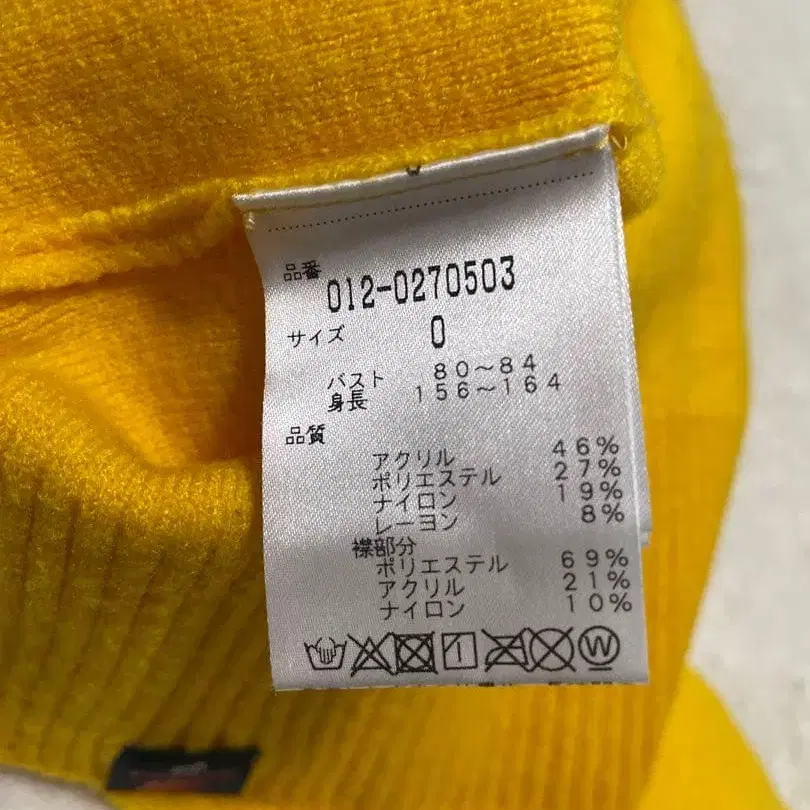 品番
012-0270503
サイズ 0
バスト 80～84
身長 156～164
品質
アクリル 46%
ポリエステル 27%
ナイロン 19%
レーヨン 8%
襟部分
ポリエステル 69%
アクリル 21%
ナイロン 10%
W